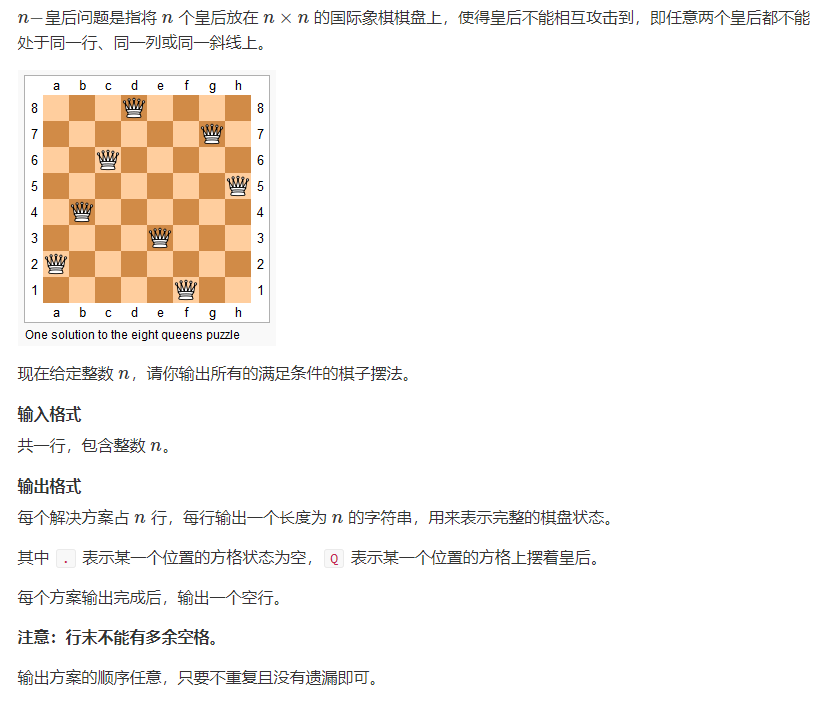 n−皇后问题是指将 n 个皇后放在 n × n 的国际象棋棋盘上，使得皇后不能相互攻击到，即任意两个皇后都不能
处于同一行、同一列或同一斜线上。
a b c d e f g h
8 8
7 7
6 6
5 5
4 4
3 3
2 2
1 1
a b c d e f g h
One solution to the eight queens puzzle
现在给定整数 n，请你输出所有的满足条件的棋子摆法。
输入格式
共一行，包含整数 n。
输出格式
每个解决方案占 n 行，每行输出一个长度为 n 的字符串，用来表示完整的棋盘状态。
其中 . 表示某一个位置的方格状态为空，Q 表示某一个位置的方格上摆着皇后。
每个方案输出完成后，输出一个空行。
注意：行末不能有多余空格。
输出方案的顺序任意，只要不重复且没有遗漏即可。